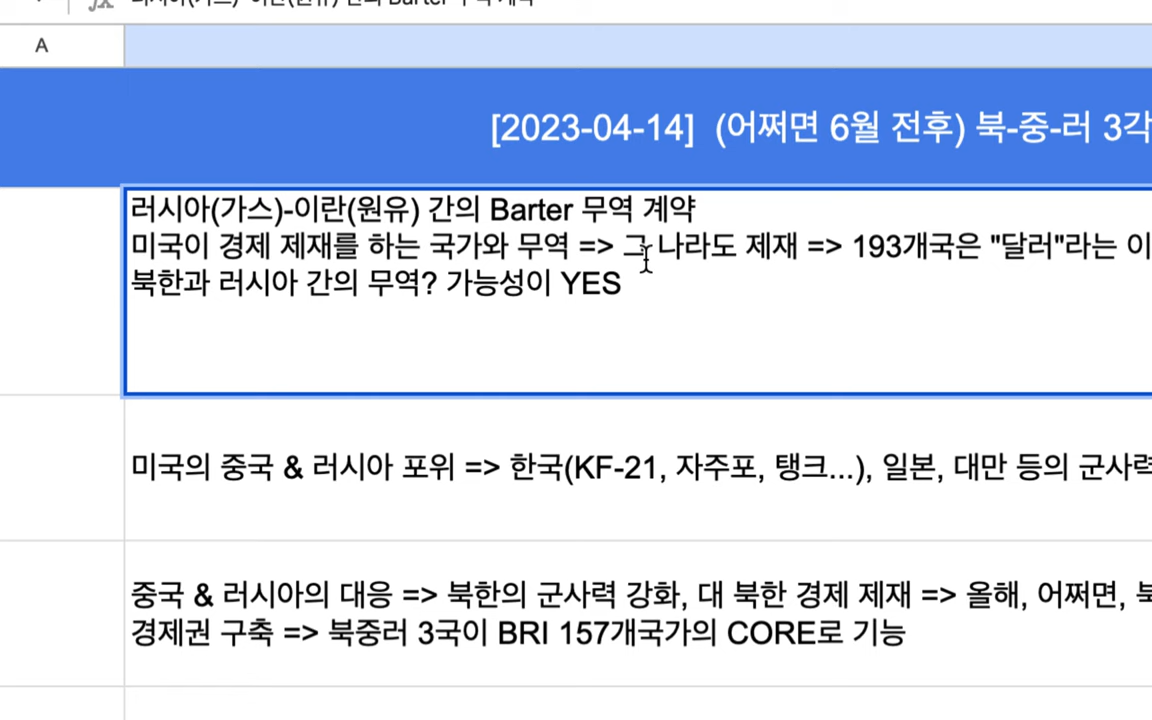 A
[2023-04-14] (어쩌면 6월 전후) 북-중-러 3각
러시아(가스)-이란(원유) 간의 Barter 무역 계약
미국이 경제 제재를 하는 국가와 무역 => 그 나라도 제재 => 193개국은 "달러"라는 이
북한과 러시아 간의 무역? 가능성이 YES
미국의 중국 & 러시아 포위 => 한국(KF-21, 자주포, 탱크...), 일본, 대만 등의 군사력
중국 & 러시아의 대응 => 북한의 군사력 강화, 대 북한 경제 제재 => 올해, 어쩌면,
경제권 구축 => 북중러 3국이 BRI 157개국가의 CORE로 기능